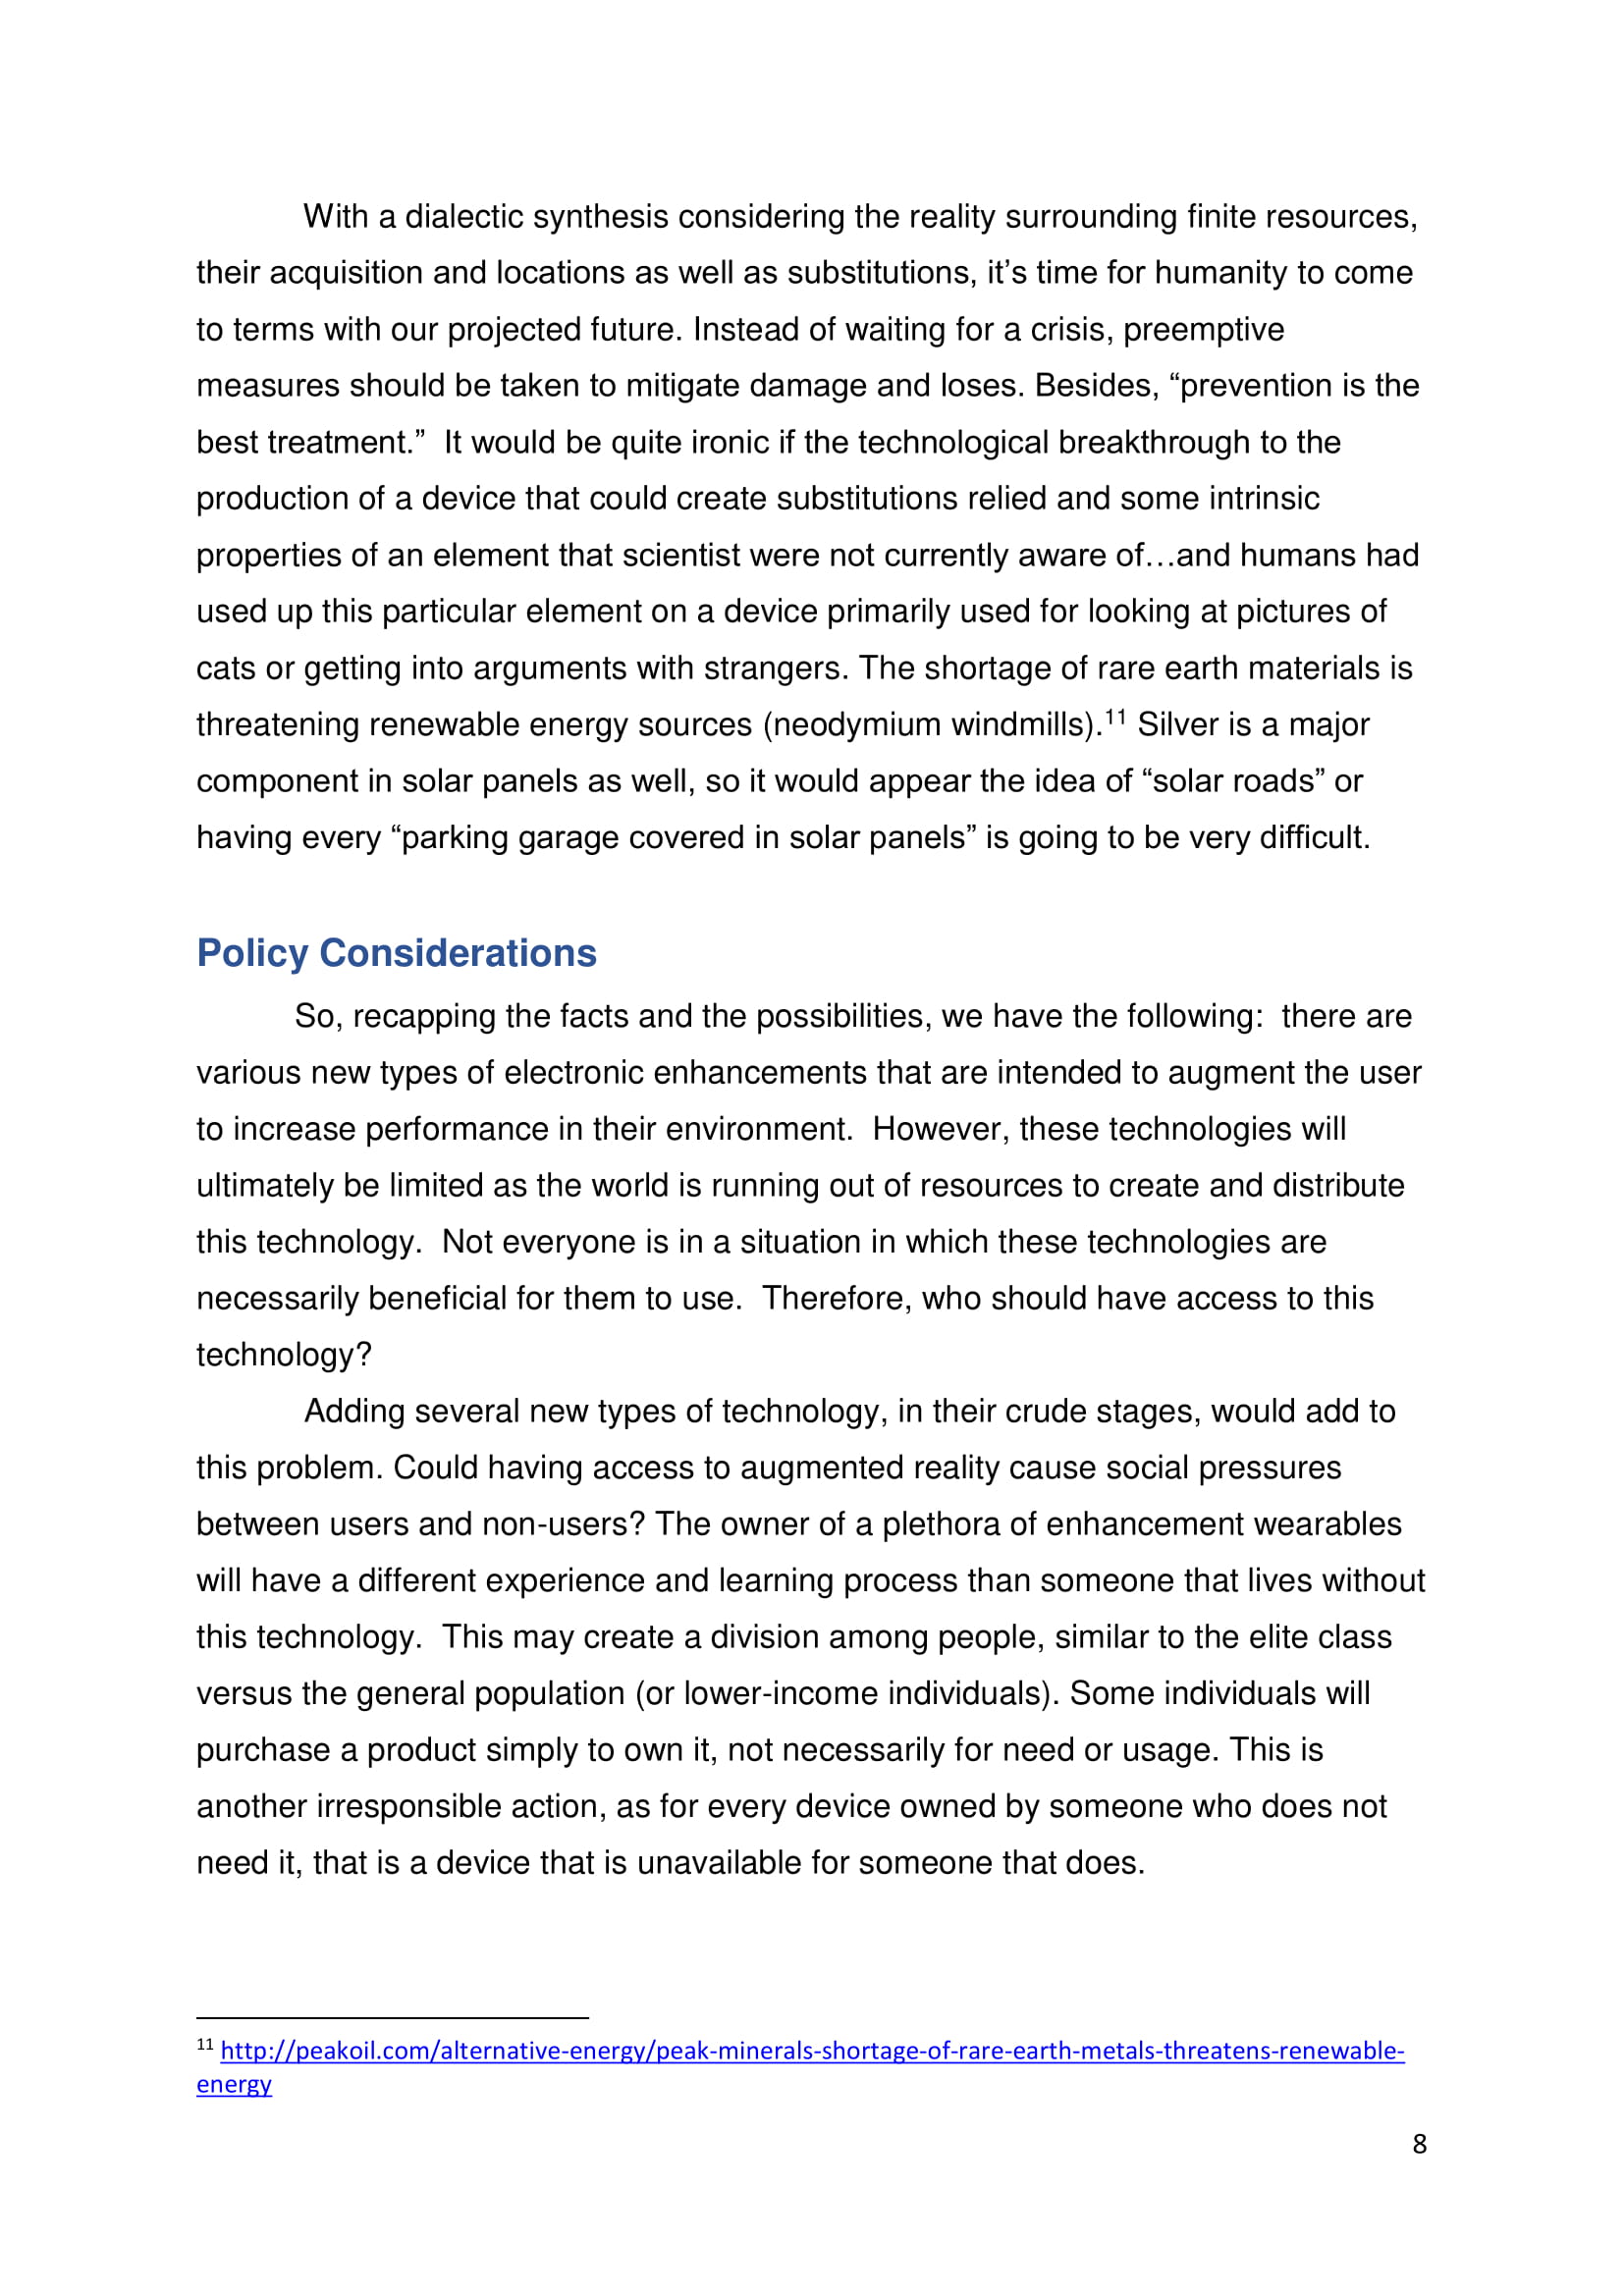 With a dialectic synthesis considering the reality surrounding finite resources,
their acquisition and locations as well as substitutions, it’s time for humanity to come
to terms with our projected future. Instead of waiting for a crisis, preemptive
measures should be taken to mitigate damage and loses. Besides, “prevention is the
best treatment.”  It would be quite ironic if the technological breakthrough to the
production of a device that could create substitutions relied and some intrinsic
properties of an element that scientist were not currently aware of…and humans had
used up this particular element on a device primarily used for looking at pictures of
cats or getting into arguments with strangers. The shortage of rare earth materials is
threatening renewable energy sources (neodymium windmills).11 Silver is a major
component in solar panels as well, so it would appear the idea of “solar roads” or
having every “parking garage covered in solar panels” is going to be very difficult.
Policy Considerations
So, recapping the facts and the possibilities, we have the following:  there are
various new types of electronic enhancements that are intended to augment the user
to increase performance in their environment.  However, these technologies will
ultimately be limited as the world is running out of resources to create and distribute
this technology.  Not everyone is in a situation in which these technologies are
necessarily beneficial for them to use.  Therefore, who should have access to this
technology?
Adding several new types of technology, in their crude stages, would add to
this problem. Could having access to augmented reality cause social pressures
between users and non-users? The owner of a plethora of enhancement wearables
will have a different experience and learning process than someone that lives without
this technology.  This may create a division among people, similar to the elite class
versus the general population (or lower-income individuals). Some individuals will
purchase a product simply to own it, not necessarily for need or usage. This is
another irresponsible action, as for every device owned by someone who does not
need it, that is a device that is unavailable for someone that does.
11 http://peakoil.com/alternative-energy/peak-minerals-shortage-of-rare-earth-metals-threatens-renewable-
energy
8